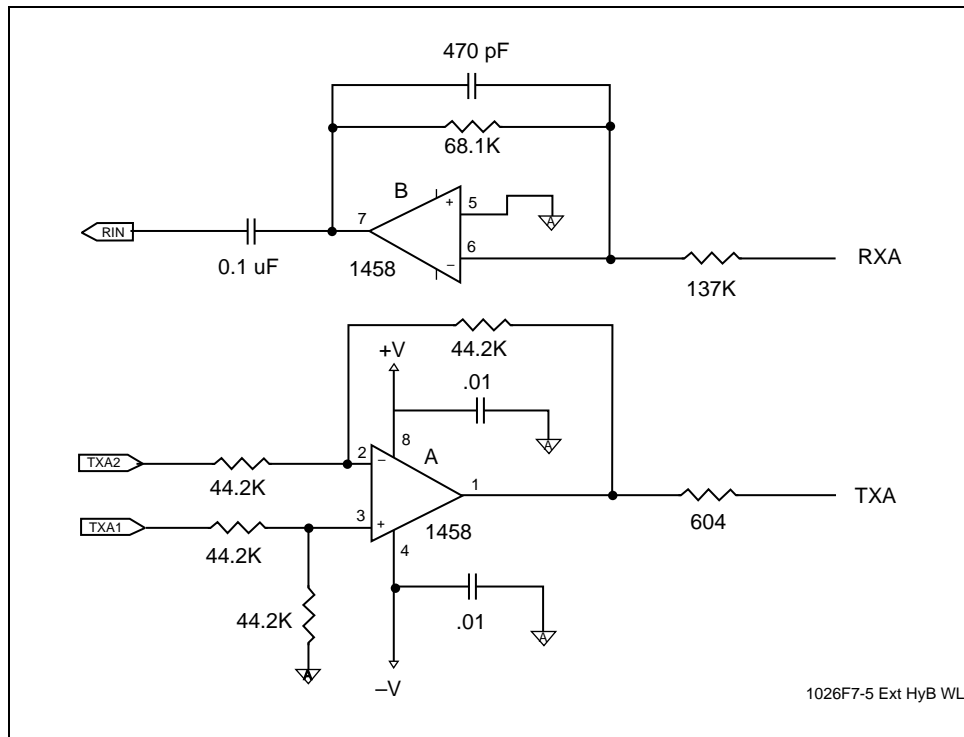 470 pF
68.1K
B
+
5
A
7
6
RIN
–
0.1 uF
1458
RXA
137K
44.2K
+V
.01
A
8
TXA2
2
–
A
44.2K
1
TXA
TXA1
3
+
604
1458
44.2K
4
44.2K
.01
A
A
–V
1026F7-5 Ext HyB WL